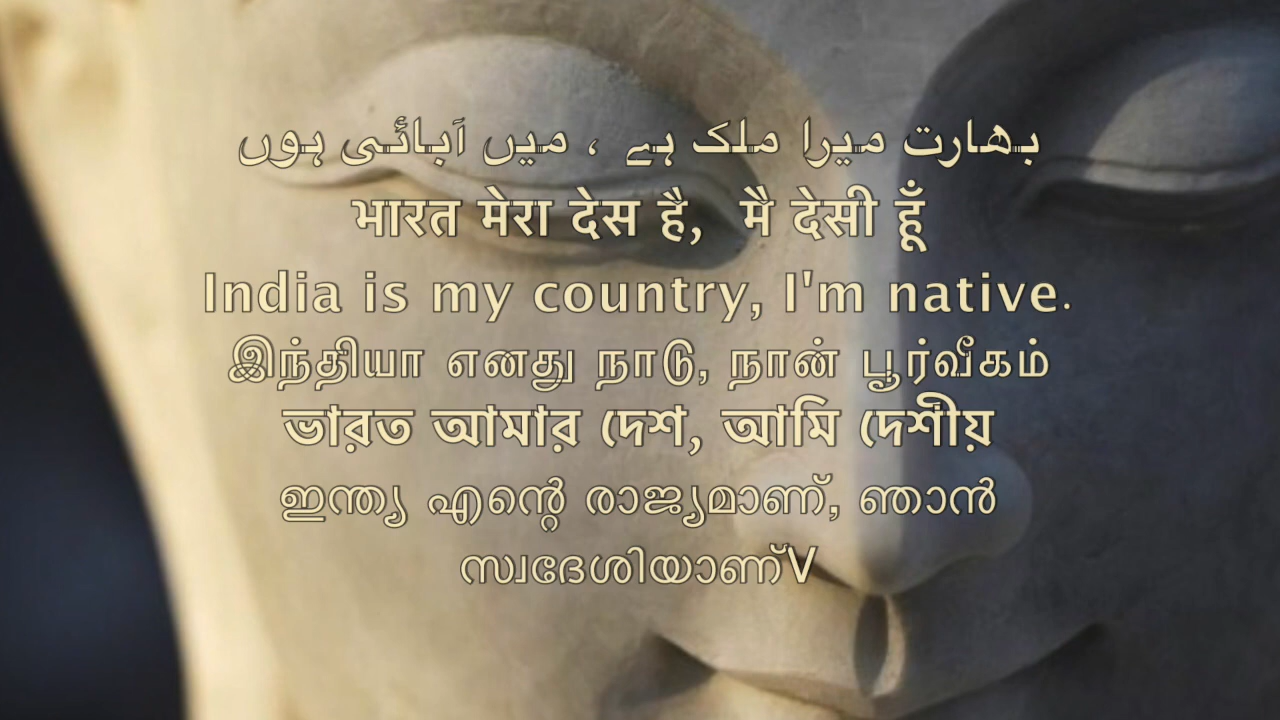 بھارت میرا ملک ہے ، میں آبائی ہوں
भारत मेरा देस है, मै देसी हूँ
India is my country, I'm native.
இந்தியா எனது நாடு, நான் பூர்வீகம்
ভারত আমার দেশ, আমি দেশীয়
ഇന്ത്യ എന്റെ രാജ്യമാണ്, ഞാൻ
സ്വദേശിയാണ്V